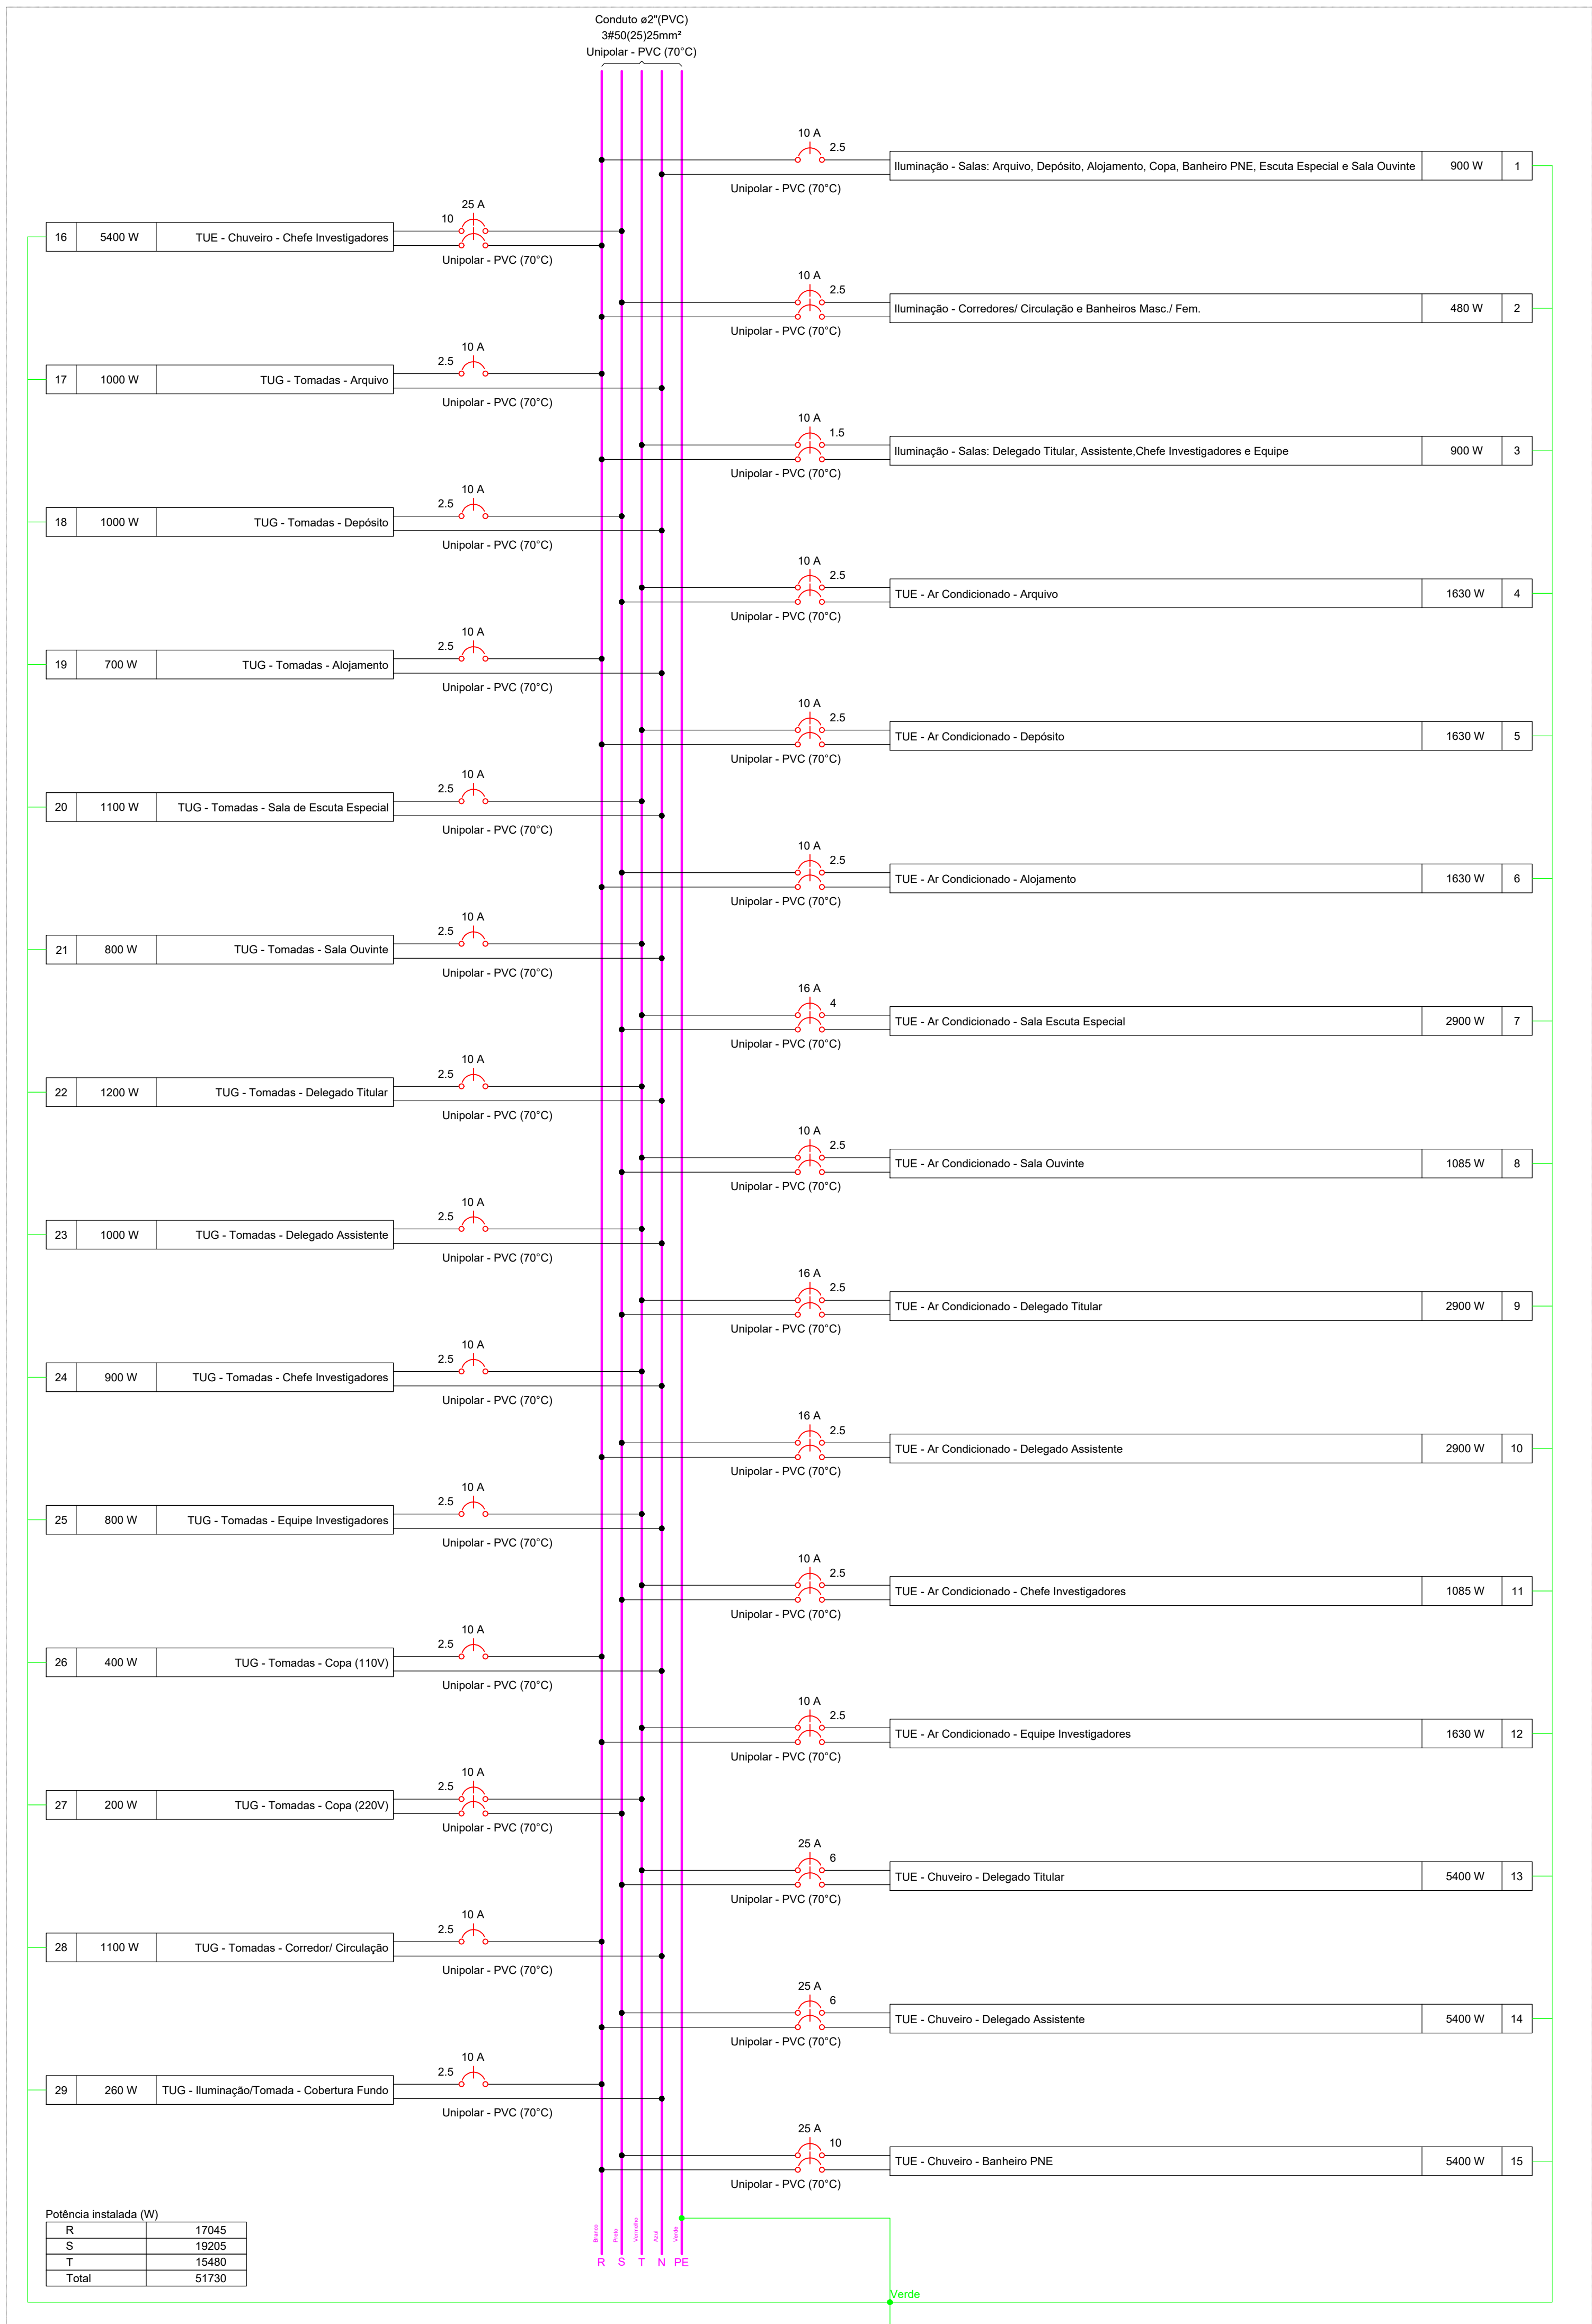 Conduto ø2"(PVC)
3#50(25)25mm²
Unipolar - PVC (70°C)
10 A
2.5
Iluminação - Salas: Arquivo, Depósito, Alojamento, Copa, Banheiro PNE, Escuta Especial e Sala Ouvinte 900 W 1
Unipolar - PVC (70°C)
25 A
10
16 5400 W TUE - Chuveiro - Chefe Investigadores
Unipolar - PVC (70°C)
10 A
2.5
Iluminação - Corredores/ Circulação e Banheiros Masc./ Fem. 480 W 2
Unipolar - PVC (70°C)
10 A
2.5
17 1000 W TUG - Tomadas - Arquivo
Unipolar - PVC (70°C)
10 A
1.5
Iluminação - Salas: Delegado Titular, Assistente,Chefe Investigadores e Equipe 900 W 3
Unipolar - PVC (70°C)
10 A
2.5
18 1000 W TUG - Tomadas - Depósito
Unipolar - PVC (70°C)
10 A
2.5
TUE - Ar Condicionado - Arquivo 1630 W 4
Unipolar - PVC (70°C)
10 A
2.5
19 700 W TUG - Tomadas - Alojamento
Unipolar - PVC (70°C)
10 A
2.5
TUE - Ar Condicionado - Depósito 1630 W 5
Unipolar - PVC (70°C)
10 A
2.5
20 1100 W TUG - Tomadas - Sala de Escuta Especial
Unipolar - PVC (70°C)
10 A
2.5
TUE - Ar Condicionado - Alojamento 1630 W 6
Unipolar - PVC (70°C)
10 A
2.5
21 800 W TUG - Tomadas - Sala Ouvinte
Unipolar - PVC (70°C)
16 A
4
TUE - Ar Condicionado - Sala Escuta Especial 2900 W 7
Unipolar - PVC (70°C)
10 A
2.5
22 1200 W TUG - Tomadas - Delegado Titular
Unipolar - PVC (70°C)
10 A
2.5
TUE - Ar Condicionado - Sala Ouvinte 1085 W 8
Unipolar - PVC (70°C)
10 A
2.5
23 1000 W TUG - Tomadas - Delegado Assistente
Unipolar - PVC (70°C)
16 A
2.5
TUE - Ar Condicionado - Delegado Titular 2900 W 9
Unipolar - PVC (70°C)
10 A
2.5
24 900 W TUG - Tomadas - Chefe Investigadores
Unipolar - PVC (70°C)
16 A
2.5
TUE - Ar Condicionado - Delegado Assistente 2900 W 10
Unipolar - PVC (70°C)
10 A
2.5
25 800 W TUG - Tomadas - Equipe Investigadores
Unipolar - PVC (70°C)
10 A
2.5
TUE - Ar Condicionado - Chefe Investigadores 1085 W 11
Unipolar - PVC (70°C)
10 A
2.5
26 400 W TUG - Tomadas - Copa (110V)
Unipolar - PVC (70°C)
10 A
2.5
TUE - Ar Condicionado - Equipe Investigadores 1630 W 12
Unipolar - PVC (70°C)
10 A
2.5
27 200 W TUG - Tomadas - Copa (220V)
Unipolar - PVC (70°C)
25 A
6
TUE - Chuveiro - Delegado Titular 5400 W 13
Unipolar - PVC (70°C)
10 A
2.5
28 1100 W TUG - Tomadas - Corredor/ Circulação
Unipolar - PVC (70°C)
25 A
6
TUE - Chuveiro - Delegado Assistente 5400 W 14
Unipolar - PVC (70°C)
10 A
2.5
29 260 W TUG - Iluminação/Tomada - Cobertura Fundo
Unipolar - PVC (70°C)
25 A
10
TUE - Chuveiro - Banheiro PNE 5400 W 15
Unipolar - PVC (70°C)
Potência instalada (W)
R 17045
S 19205
T 15480
Total 51730
Branco Preto Vermelho Azul Verde
R S T N PE
Verde